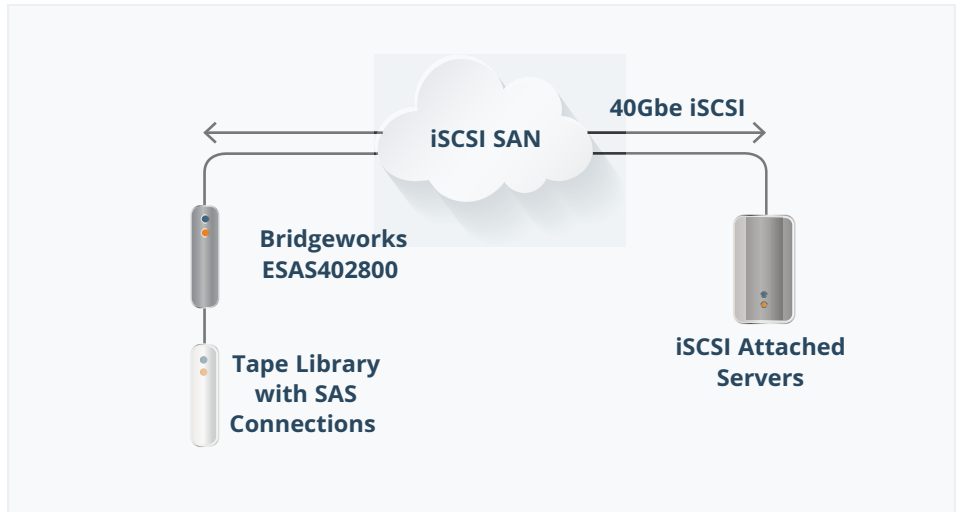 40Gbe iSCSI
iSCSI SAN
Bridgeworks
ESAS402800
iSCSI Attached
Servers
Tape Library
with SAS
Connections